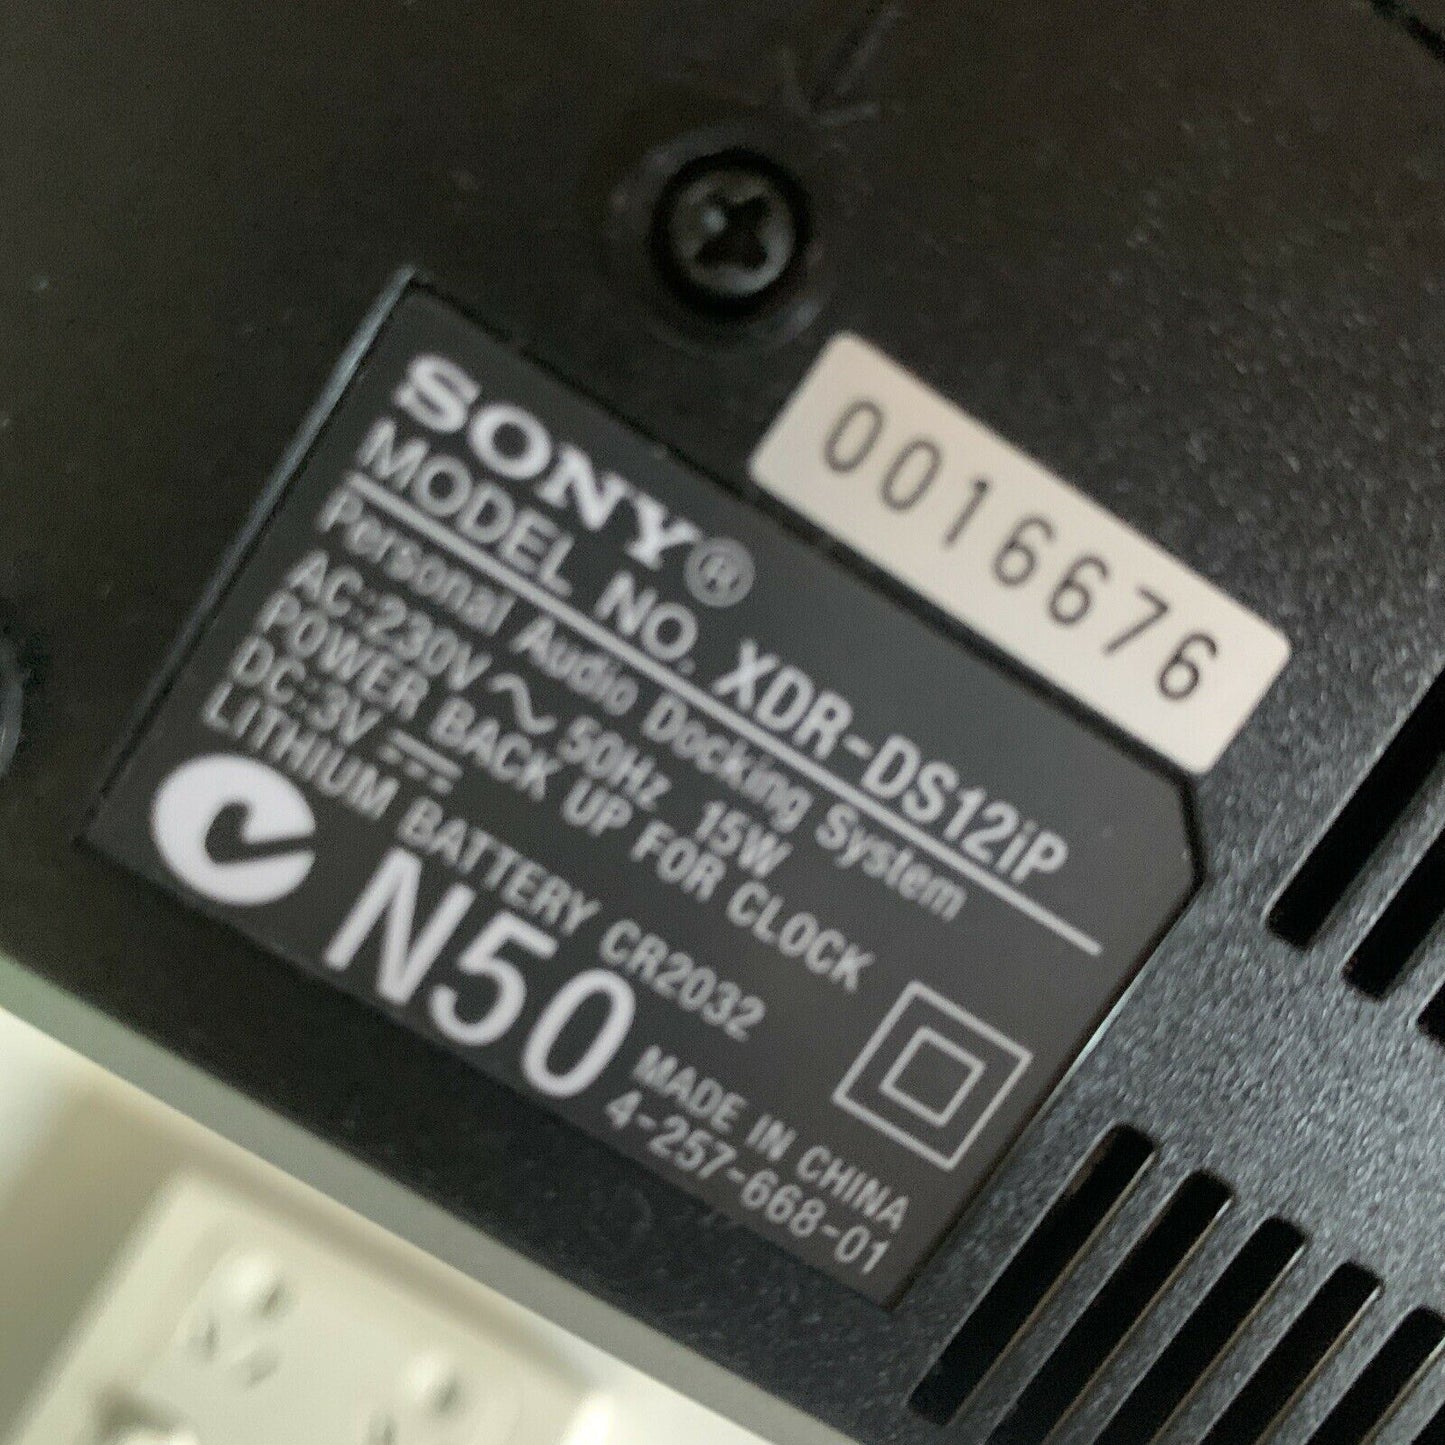 SONY®
MODEL NO. XDR-DS12iP
Personal Audio Docking System
AC:230V ~ 50Hz 15W
POWER BACK UP FOR CLOCK
DC:3V ⎓
LITHIUM BATTERY CR2032
N50
MADE IN CHINA
4-257-668-01
0016676